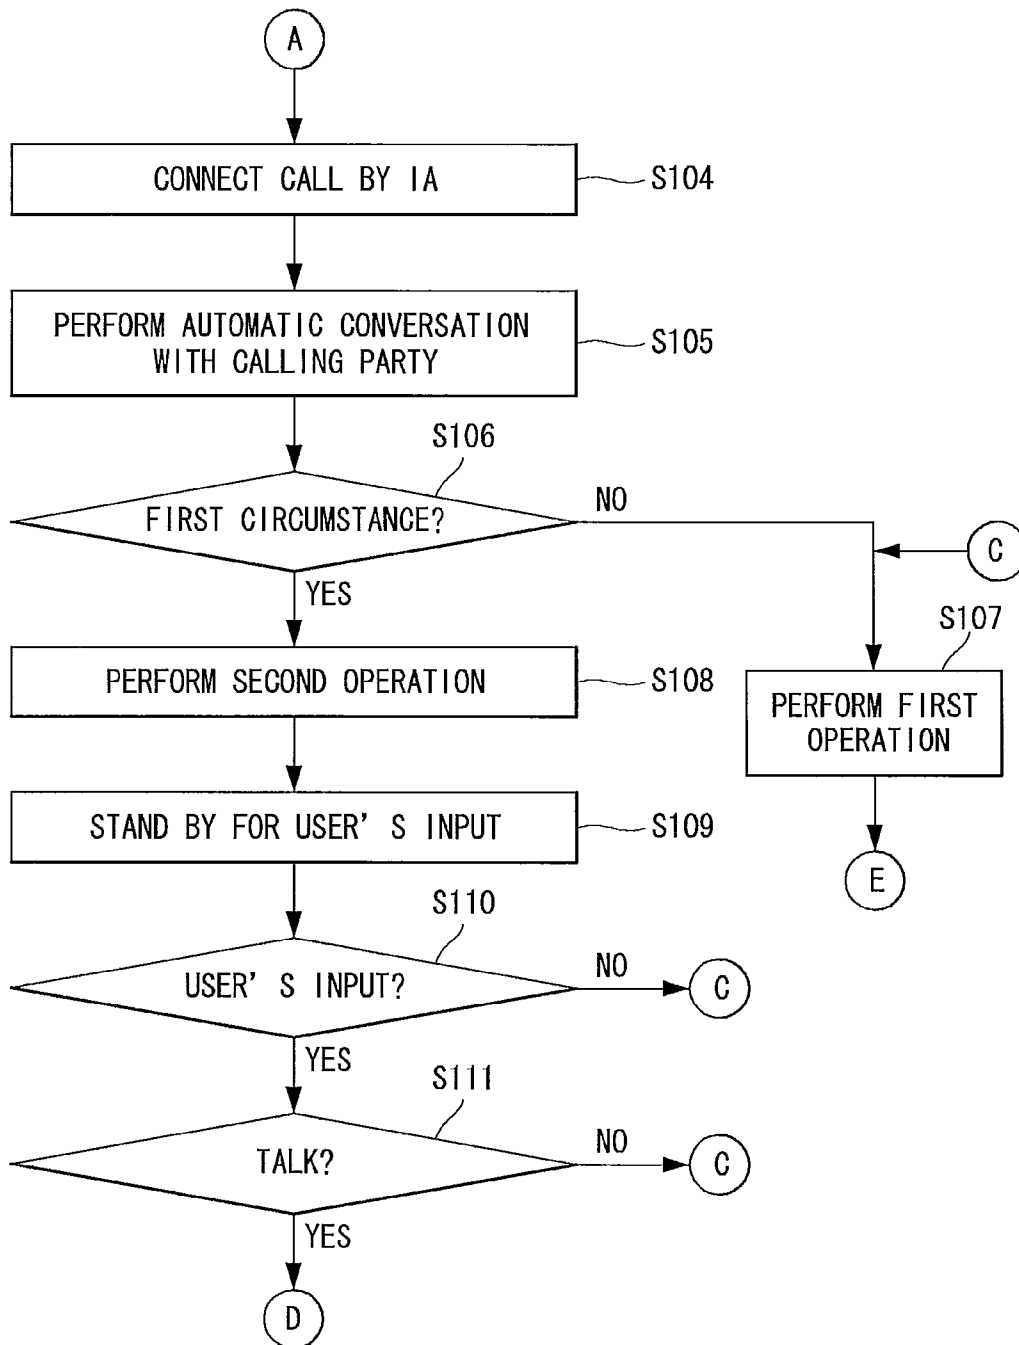 A
CONNECT CALL BY IA
S104
PERFORM AUTOMATIC CONVERSATION
WITH CALLING PARTY
S105
S106
FIRST CIRCUMSTANCE?
NO
C
YES
S107
PERFORM SECOND OPERATION
S108
PERFORM FIRST
OPERATION
STAND BY FOR USER'S INPUT
S109
E
S110
USER'S INPUT?
NO
C
YES
S111
TALK?
NO
C
YES
D